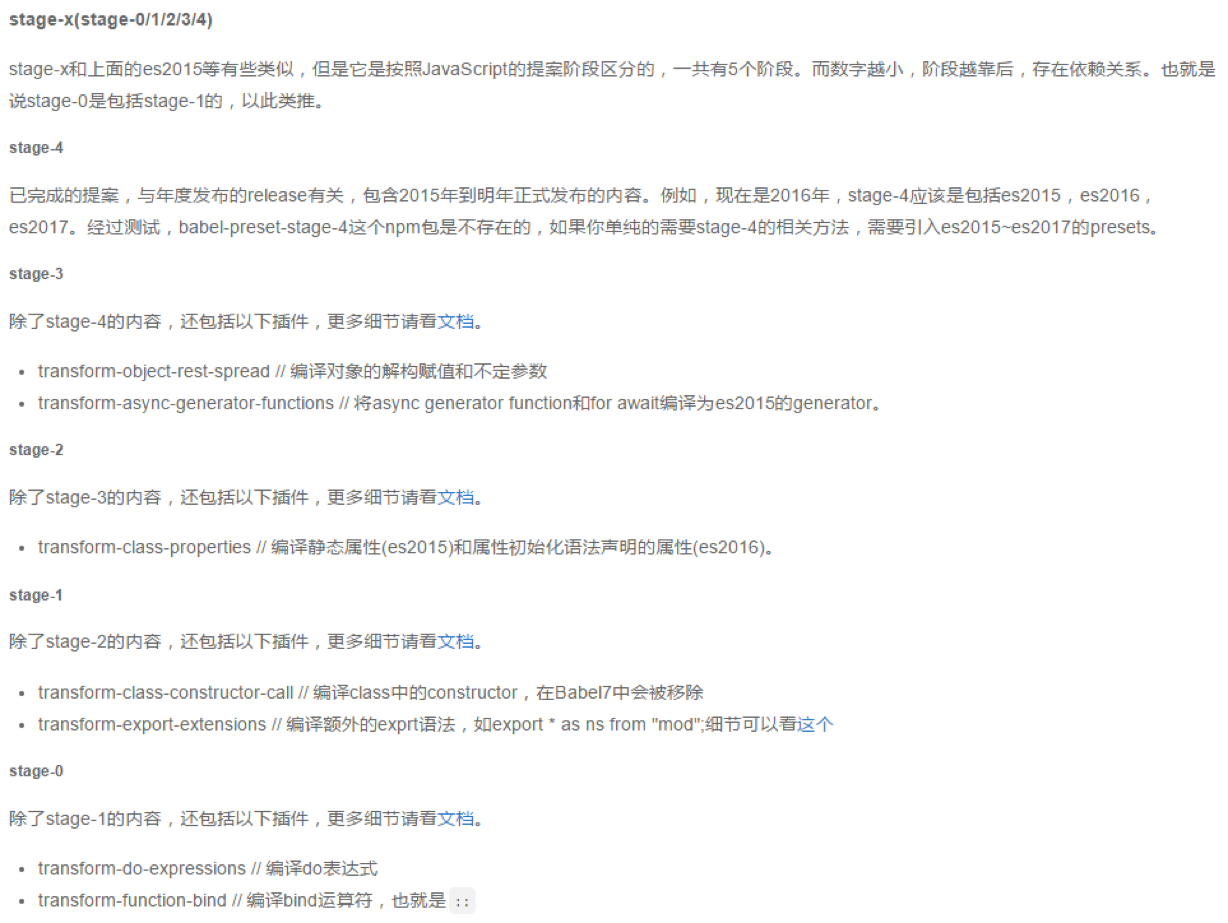 stage-x(stage-0/1/2/3/4)
stage-x和上面的es2015等有些类似，但是它是按照JavaScript的提案阶段区分的，一共有5个阶段。而数字越小，阶段越靠后，存在依赖关系。也就是
说stage-0是包括stage-1的，以此类推。
stage-4
已完成的提案，与年度发布的release有关，包含2015年到明年正式发布的内容。例如，现在是2016年，stage-4应该是包括es2015，es2016，
es2017。经过测试，babel-preset-stage-4这个npm包是不存在的，如果你单纯的需要stage-4的相关方法，需要引入es2015~es2017的presets。
stage-3
除了stage-4的内容，还包括以下插件，更多细节请看文档。
• transform-object-rest-spread // 编译对象的解构赋值和不定参数
• transform-async-generator-functions // 将async generator function和for await编译为es2015的generator。
stage-2
除了stage-3的内容，还包括以下插件，更多细节请看文档。
• transform-class-properties // 编译静态属性(es2015)和属性初始化语法声明的属性(es2016)。
stage-1
除了stage-2的内容，还包括以下插件，更多细节请看文档。
• transform-class-constructor-call // 编译class中的constructor，在Babel7中会被移除
• transform-export-extensions // 编译额外的exprt语法，如export * as ns from "mod";细节可以看这个
stage-0
除了stage-1的内容，还包括以下插件，更多细节请看文档。
• transform-do-expressions // 编译do表达式
• transform-function-bind // 编译bind运算符，也就是 ::